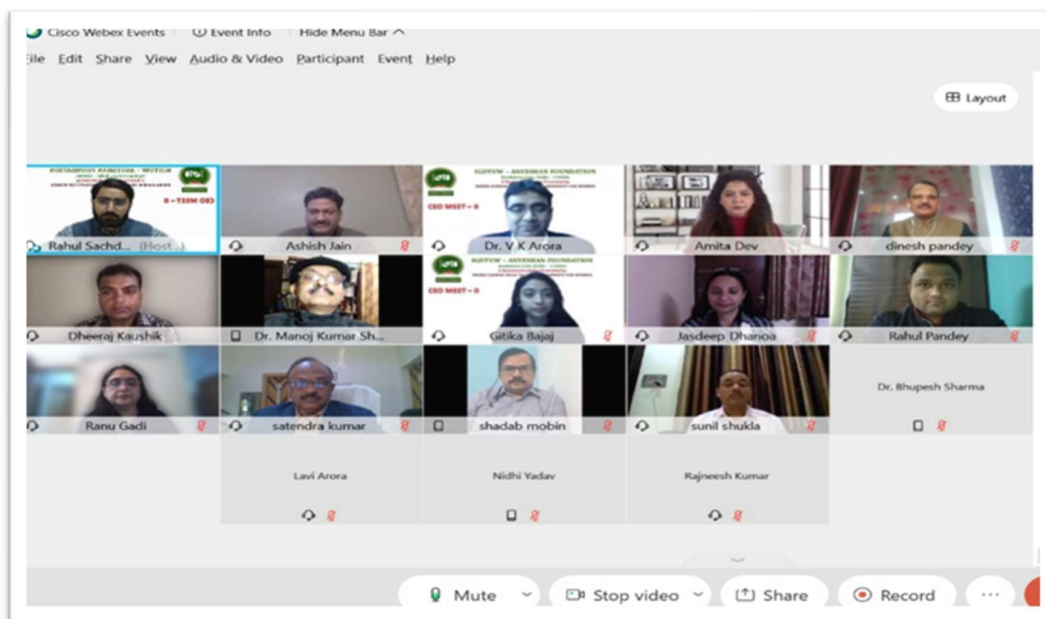 Cisco Webex Events Event Info Hide Menu Bar
File Edit Share View Audio & Video Participant Event Help
Layout
CEO MEET - II
Rahul Sachd... (Host...)
Ashish Jain
IGDTUW - ANVESHAN FOUNDATION
CEO MEET - II
Dr. V K Arora
Amita Dev
dinesh pandey
Dheeraj Kaushik
Dr. Manoj Kumar Sh...
IGDTUW - ANVESHAN FOUNDATION
CEO MEET - II
Gitika Bajaj
Jasdeep Dhanoa
Rahul Pandey
Ranu Gadi
satendra kumar
shadab mobin
sunil shukla
Dr. Bhupesh Sharma
Lavi Arora
Nidhi Yadav
Rajneesh Kumar
Mute Stop video Share Record ...